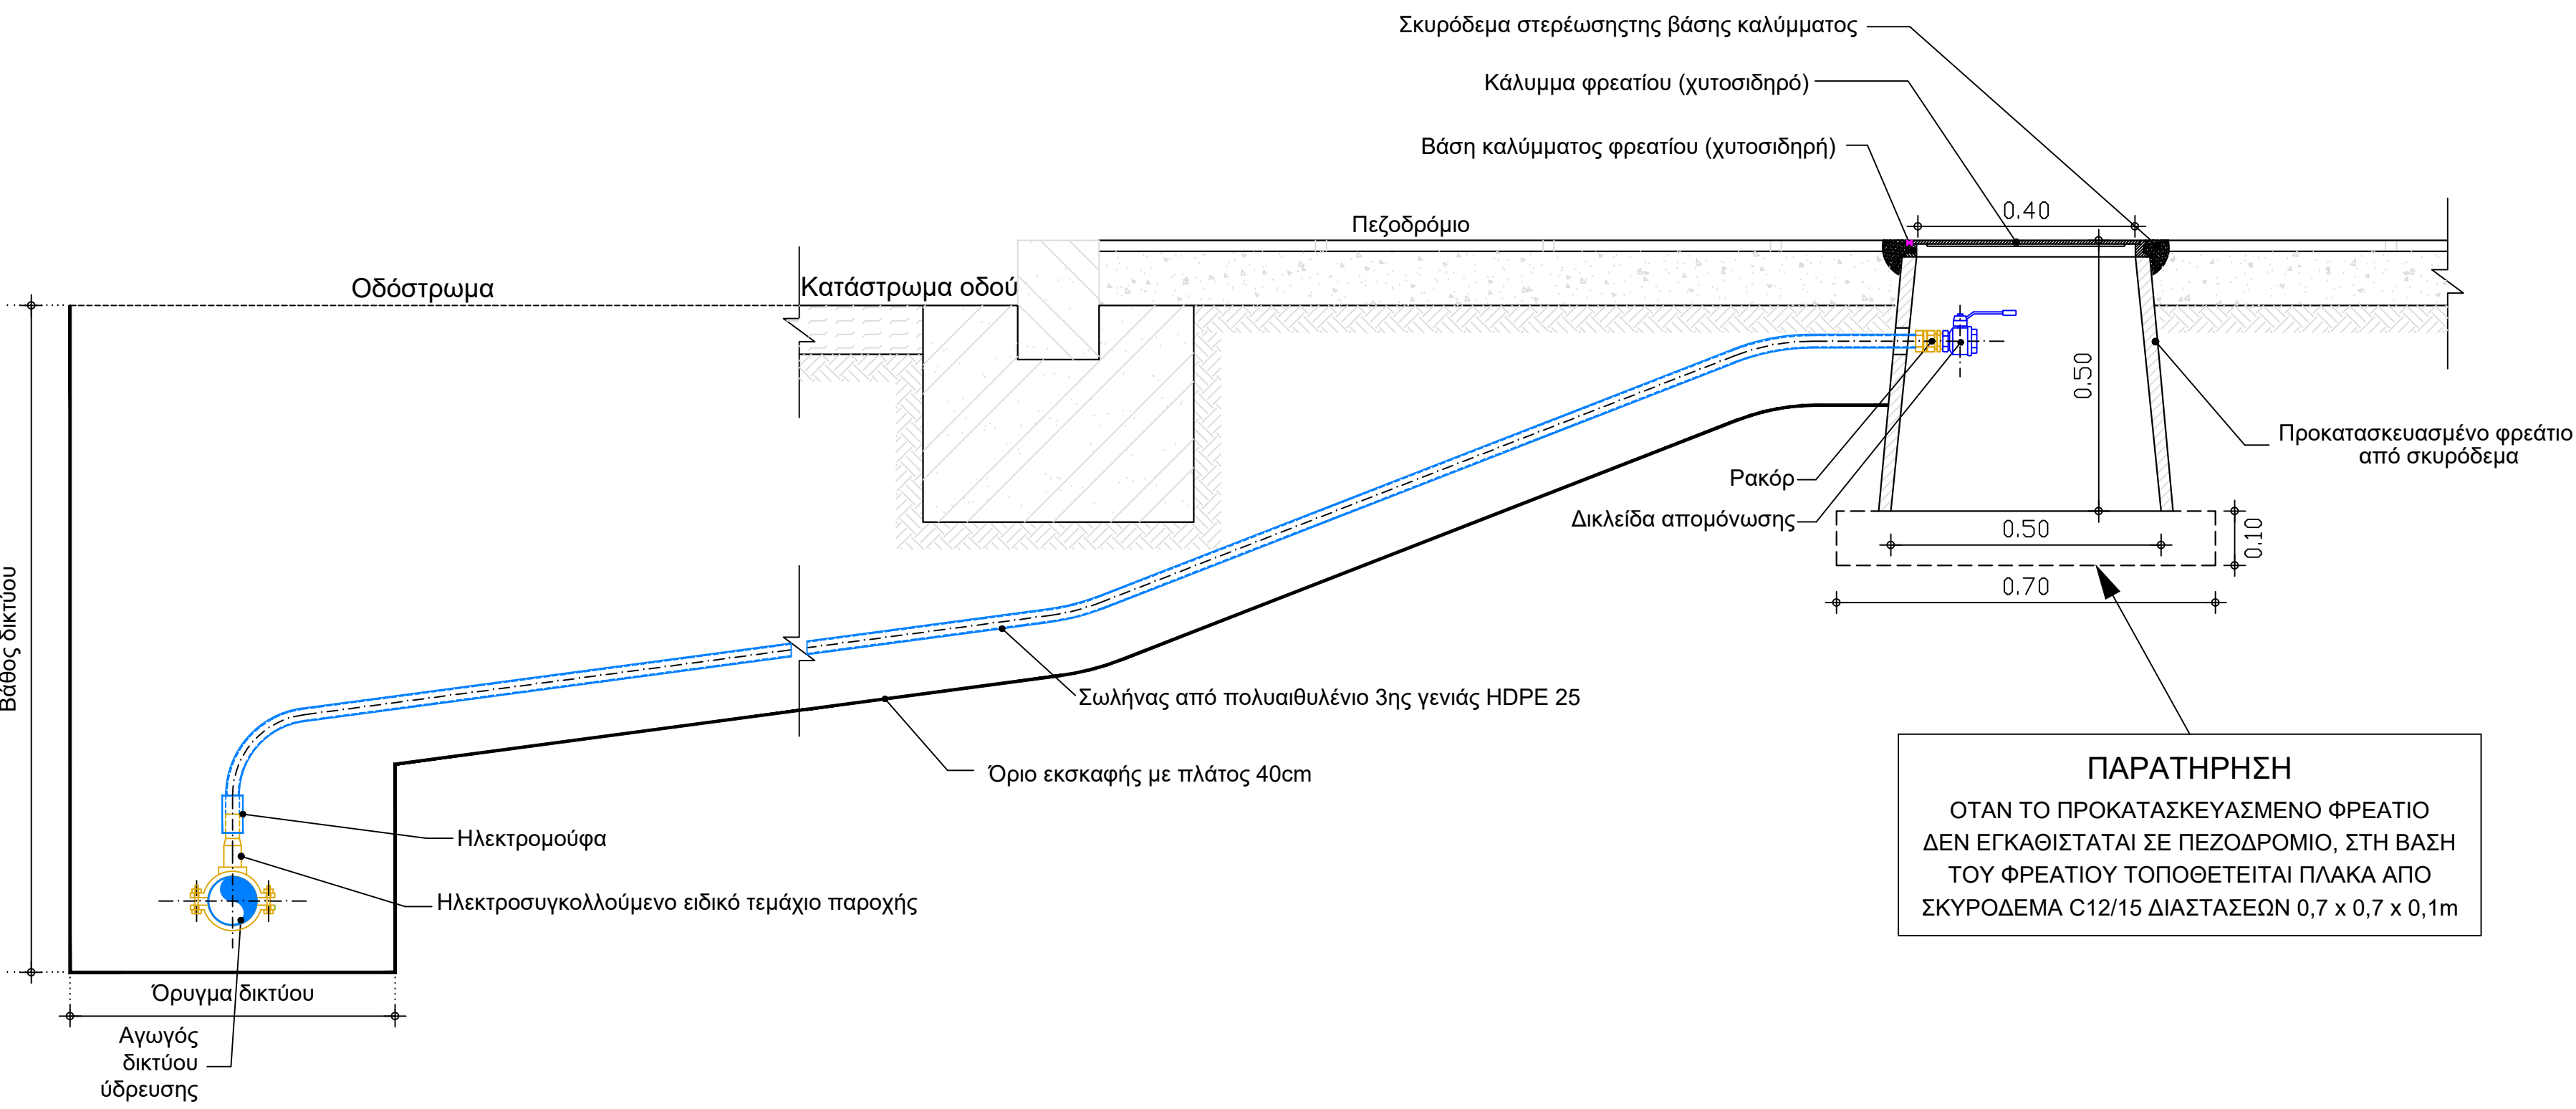 Σκυρόδεμα στερέωσηςτης βάσης καλύμματος
Κάλυμμα φρεατίου (χυτοσιδηρό)
Βάση καλύμματος φρεατίου (χυτοσιδηρή)
0.40
Πεζοδρόμιο
Οδόστρωμα
Κατάστρωμα οδού
0.50
Προκατασκευασμένο φρεάτιο
από σκυρόδεμα
Ρακόρ
Δικλείδα απομόνωσης
0.50
0.10
0.70
Βάθος δικτύου
Σωλήνας από πολυαιθυλένιο 3ης γενιάς HDPE 25
Όριο εκσκαφής με πλάτος 40cm
Ηλεκτρομούφα
Ηλεκτροσυγκολλούμενο ειδικό τεμάχιο παροχής
Όρυγμα δικτύου
Αγωγός
δικτύου
ύδρευσης
ΠΑΡΑΤΗΡΗΣΗ
ΟΤΑΝ ΤΟ ΠΡΟΚΑΤΑΣΚΕΥΑΣΜΕΝΟ ΦΡΕΑΤΙΟ
ΔΕΝ ΕΓΚΑΘΙΣΤΑΤΑΙ ΣΕ ΠΕΖΟΔΡΟΜΙΟ, ΣΤΗ ΒΑΣΗ
ΤΟΥ ΦΡΕΑΤΙΟΥ ΤΟΠΟΘΕΤΕΙΤΑΙ ΠΛΑΚΑ ΑΠΟ
ΣΚΥΡΟΔΕΜΑ C12/15 ΔΙΑΣΤΑΣΕΩΝ 0,7 x 0,7 x 0,1m